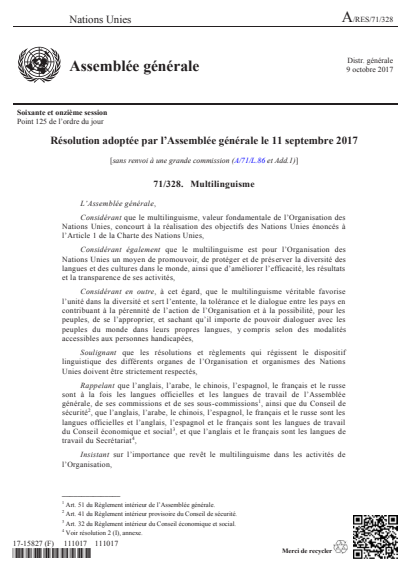 Nations Unies
A/RES/71/328
Assemblée générale
Distr. générale
9 octobre 2017
Soixante et onzième session
Point 125 de l'ordre du jour
Résolution adoptée par l'Assemblée générale le 11 septembre 2017
[sans renvoi à une grande commission (A/71/L.86 et Add.1)]
71/328. Multilinguisme
L'Assemblée générale,
Considérant que le multilinguisme, valeur fondamentale de l'Organisation des
Nations Unies, concourt à la réalisation des objectifs des Nations Unies énoncés à
l'Article 1 de la Charte des Nations Unies,
Considérant également que le multilinguisme est pour l'Organisation des
Nations Unies un moyen de promouvoir, de protéger et de préserver la diversité des
langues et des cultures dans le monde, ainsi que d'améliorer l'efficacité, les résultats
et la transparence de ses activités,
Considérant en outre, à cet égard, que le multilinguisme véritable favorise
l'unité dans la diversité et sert l'entente, la tolérance et le dialogue entre les pays en
contribuant à la pérennité de l'action de l'Organisation et à la possibilité, pour les
peuples, de se l'approprier, et sachant qu'il importe de pouvoir dialoguer avec les
peuples du monde dans leurs propres langues, y compris selon des modalités
accessibles aux personnes handicapées,
Soulignant que les résolutions et règlements qui régissent le dispositif
linguistique des différents organes de l'Organisation et organismes des Nations
Unies doivent être strictement respectés,
Rappelant que l'anglais, l'arabe, le chinois, l'espagnol, le français et le russe
sont à la fois les langues officielles et les langues de travail de l'Assemblée
générale, de ses commissions et de ses sous-commissions1, ainsi que du Conseil de
sécurité2, que l'anglais, l'arabe, le chinois, l'espagnol, le français et le russe sont les
langues officielles et l'anglais, l'espagnol et le français sont les langues de travail
du Conseil économique et social3, et que l'anglais et le français sont les langues de
travail du Secrétariat4,
Insistant sur l'importance que revêt le multilinguisme dans les activités de
l'Organisation,
1 Art. 51 du Règlement intérieur de l'Assemblée générale.
2 Art. 41 du Règlement intérieur provisoire du Conseil de sécurité.
3 Art. 32 du Règlement intérieur du Conseil économique et social.
4 Voir résolution 2 (I), annexe.
17-15827 (F) 111017 111017
Merci de recycler